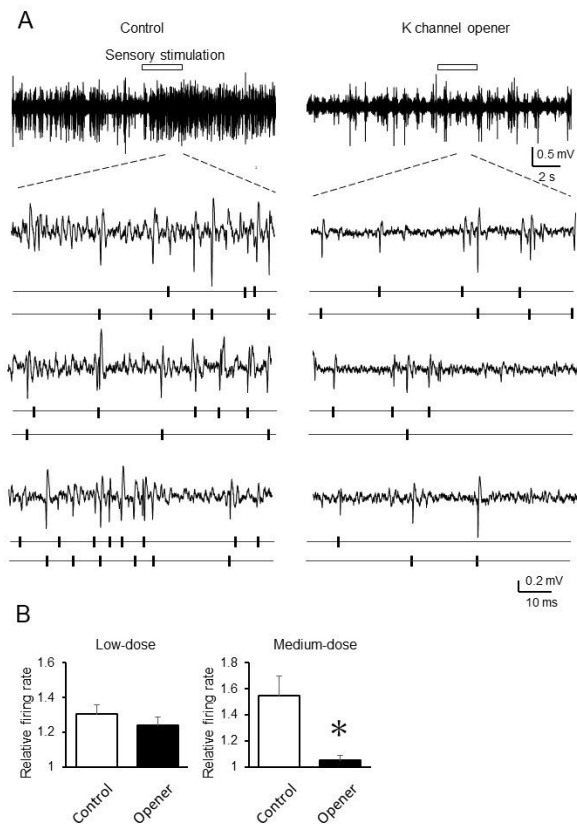 A
Control
K channel opener
Sensory stimulation
0.5 mV
2 s
0.2 mV
10 ms
B
Low-dose
Medium-dose
Relative firing rate
1.6
1.4
1.2
1
Control
Opener
Relative firing rate
1.8
1.6
1.4
1.2
1
*
Control
Opener